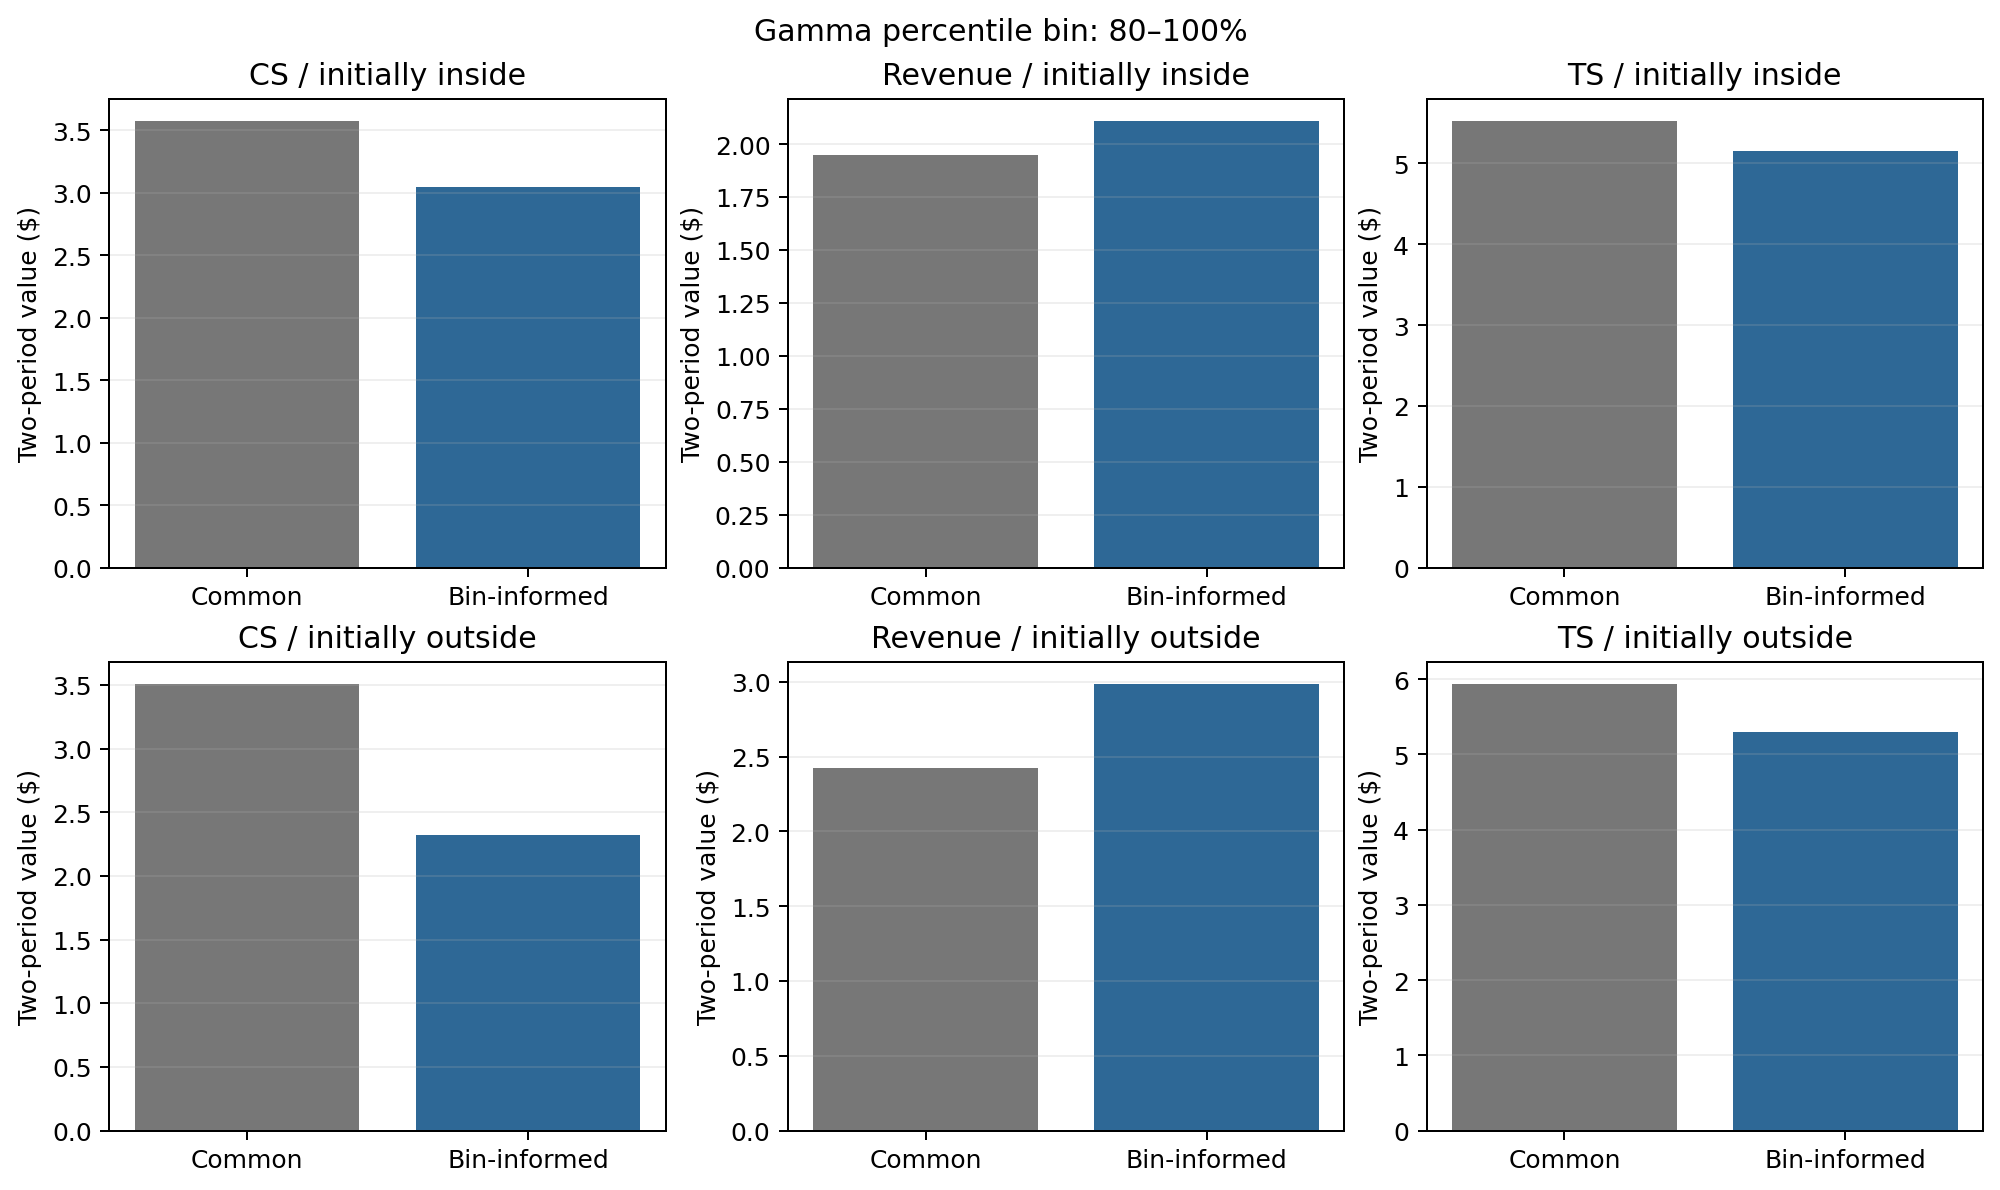 Gamma percentile bin: 80–100%
CS / initially inside
Two-period value ($)
3.5
3.0
2.5
2.0
1.5
1.0
0.5
0.0
Common
Bin-informed
Revenue / initially inside
Two-period value ($)
2.00
1.75
1.50
1.25
1.00
0.75
0.50
0.25
0.00
Common
Bin-informed
TS / initially inside
Two-period value ($)
5
4
3
2
1
0
Common
Bin-informed
CS / initially outside
Two-period value ($)
3.5
3.0
2.5
2.0
1.5
1.0
0.5
0.0
Common
Bin-informed
Revenue / initially outside
Two-period value ($)
3.0
2.5
2.0
1.5
1.0
0.5
0.0
Common
Bin-informed
TS / initially outside
Two-period value ($)
6
5
4
3
2
1
0
Common
Bin-informed